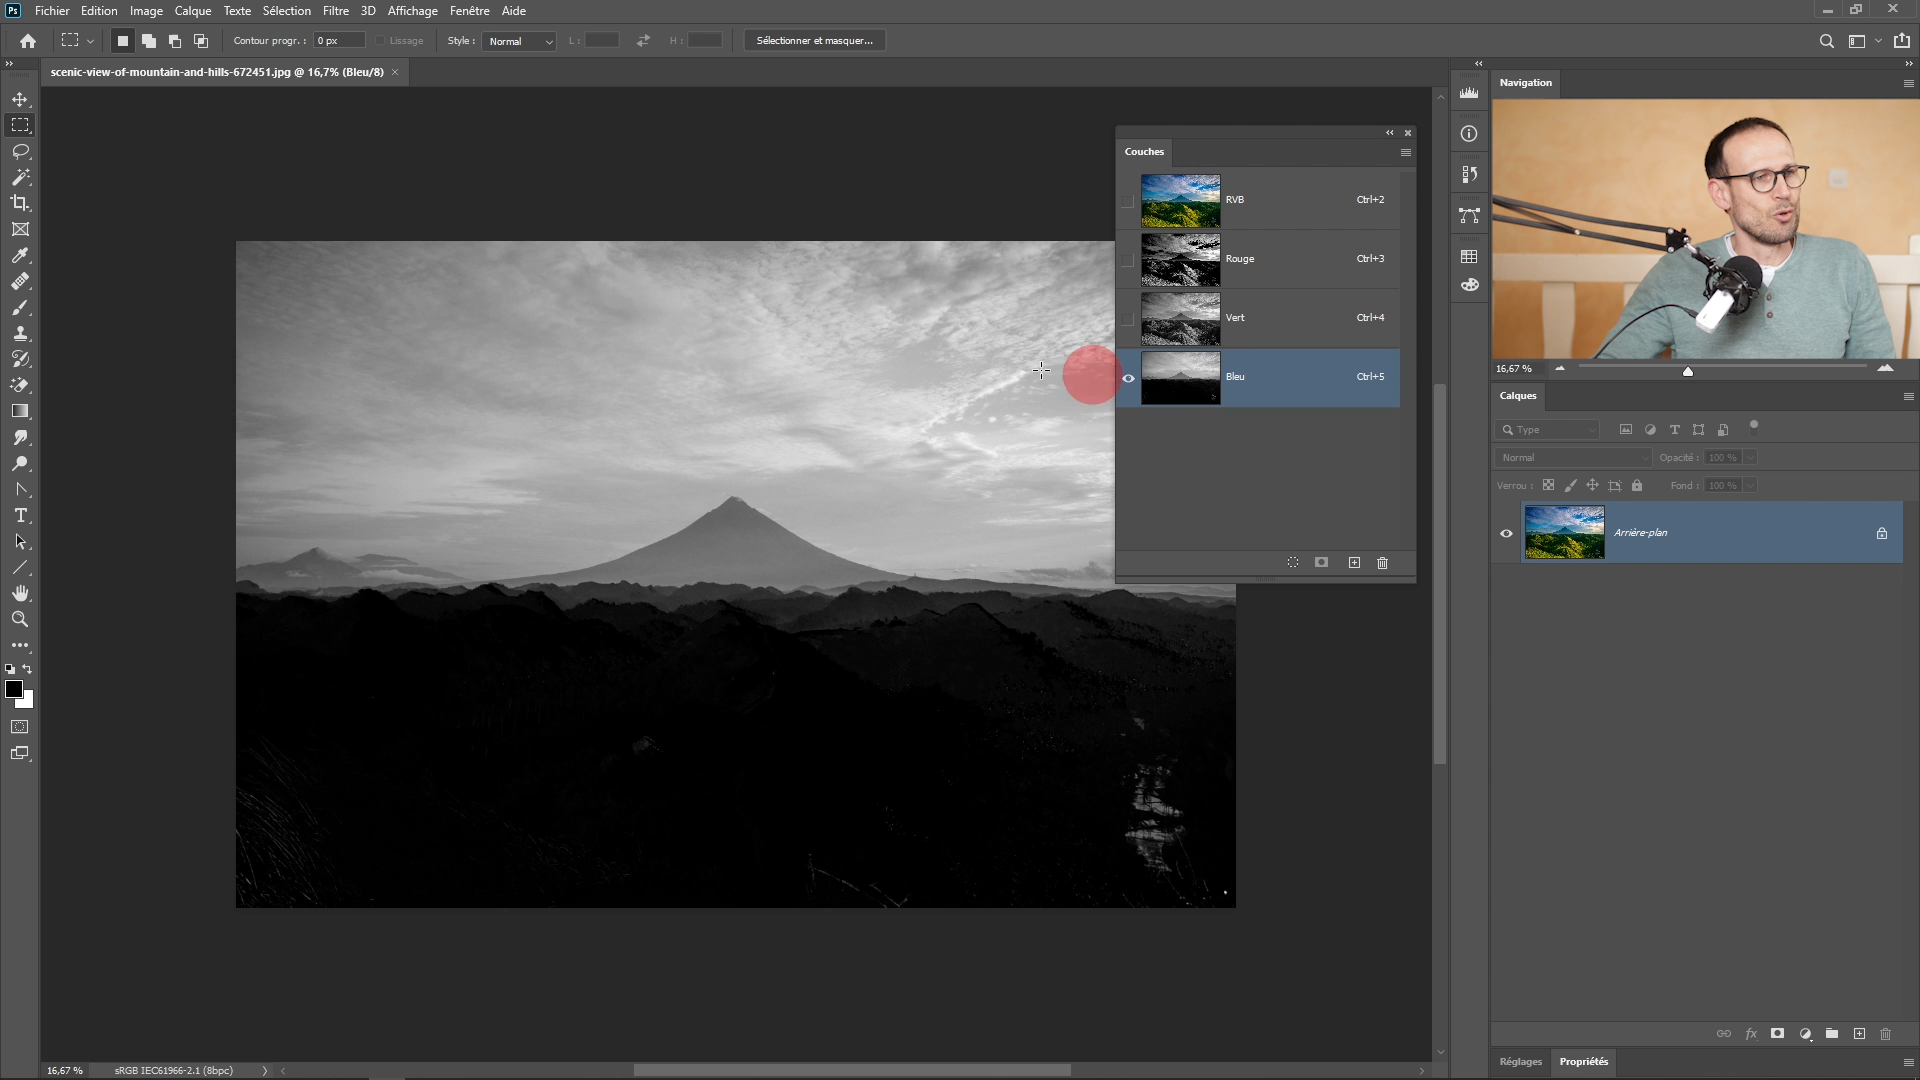 Ps Fichier Edition Image Calque Texte Sélection Filtre 3D Affichage Fenêtre Aide
Contour progr. : 0 px Lissage Style : Normal L : H : Sélectionner et masquer...
scenic-view-of-mountain-and-hills-672451.jpg @ 16,7% (Bleu/8)
Couches
RVB Ctrl+2
Rouge Ctrl+3
Vert Ctrl+4
Bleu Ctrl+5
Navigation
16,67 %
Calques
Type
Normal Opacité : 100 %
Verrou : Fond : 100 %
Arrière-plan
fx
Réglages Propriétés
16,67 % sRGB IEC61966-2.1 (8bpc)